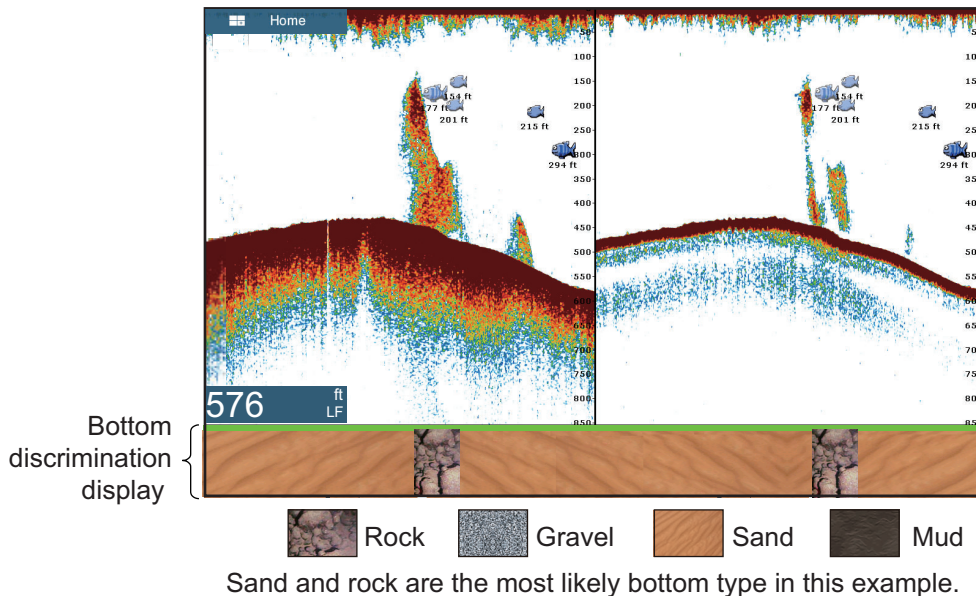 Home
50
100
150
200
250
350
400
450
500
550
600
650
700
750
800
850
154 ft
177 ft
201 ft
215 ft
294 ft
154 ft
177 ft
201 ft
215 ft
294 ft
576
ft
LF
Bottom
discrimination
display
Rock Gravel Sand Mud
Sand and rock are the most likely bottom type in this example.